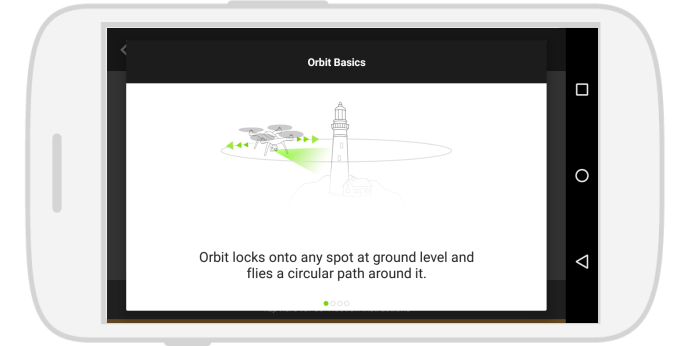 Orbit Basics
Orbit locks onto any spot at ground level and
flies a circular path around it.